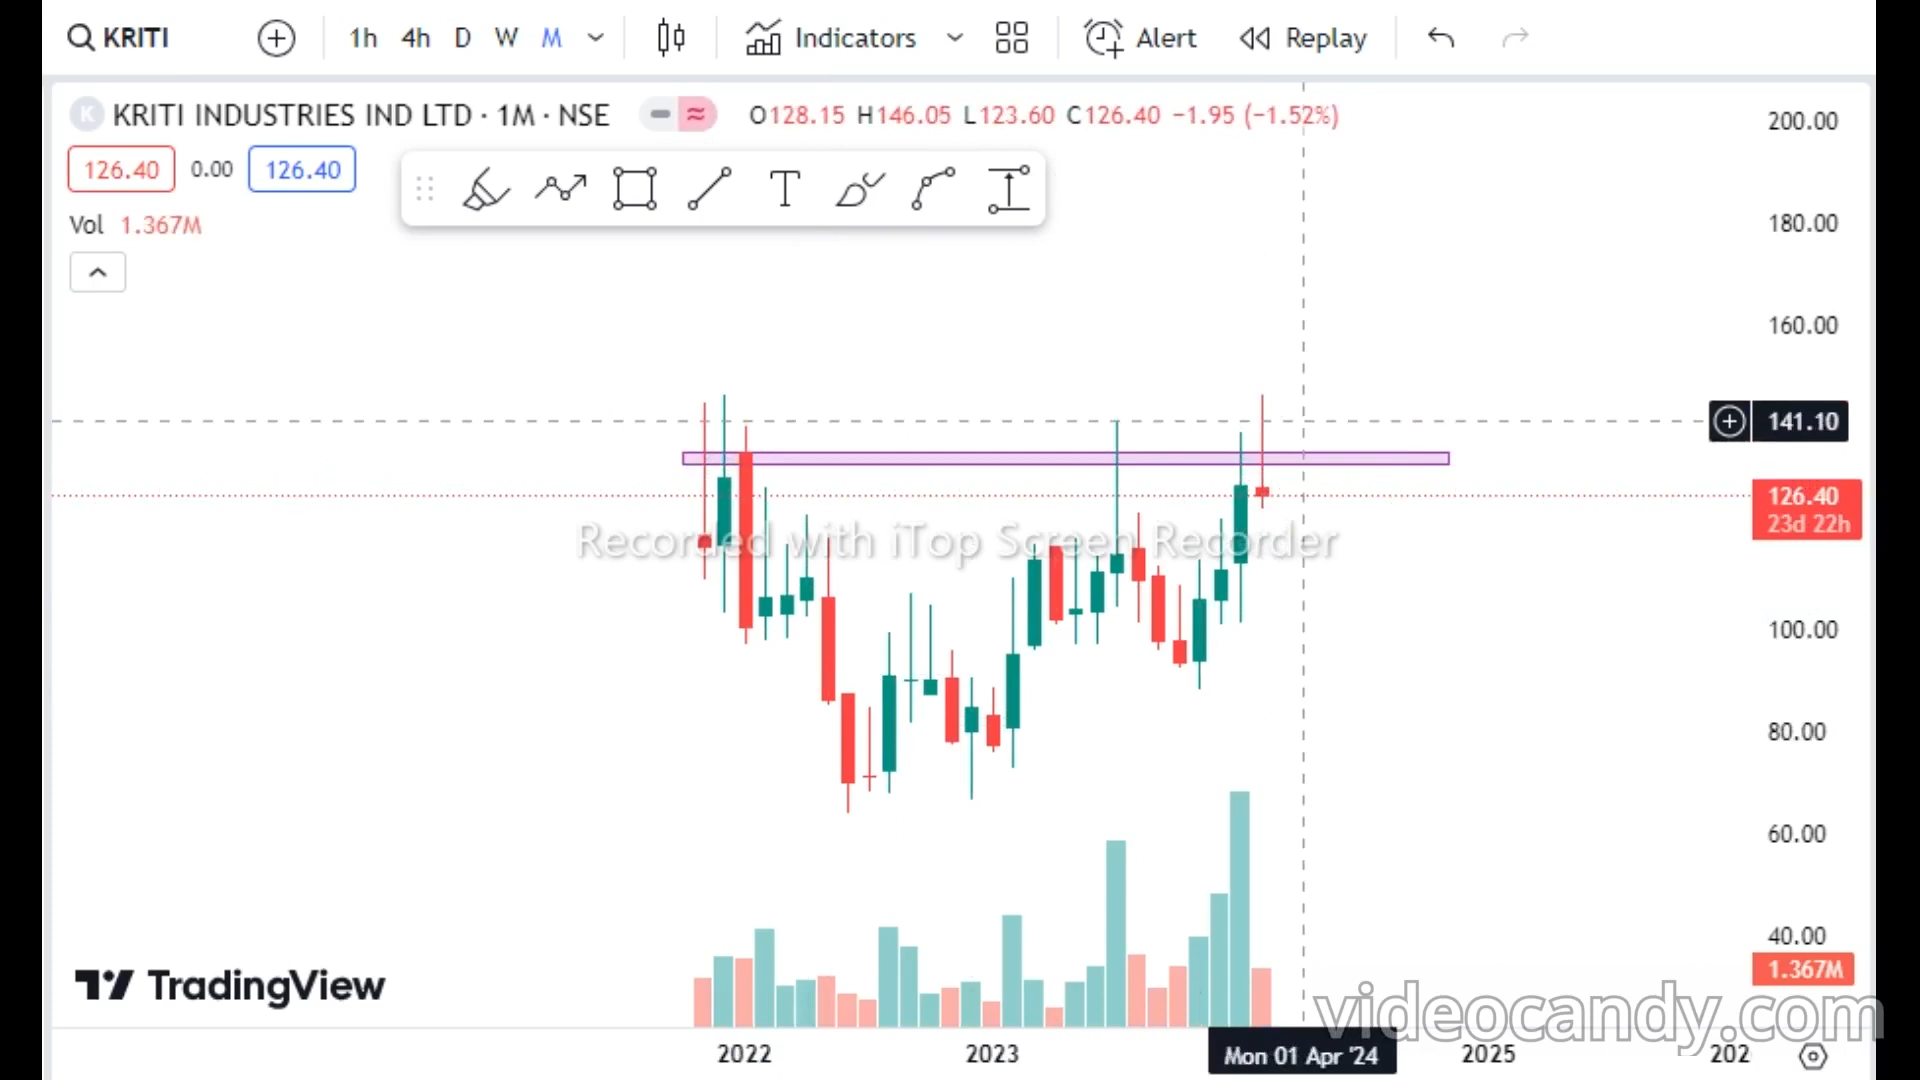 KRITI 1h 4h D W M Indicators Alert Replay
K KRITI INDUSTRIES IND LTD · 1M · NSE O128.15 H146.05 L123.60 C126.40 −1.95 (−1.52%)
126.40 0.00 126.40
T
Vol 1.367M
200.00
180.00
160.00
141.10
126.40
23d 22h
Recorded with iTop Screen Recorder
100.00
80.00
60.00
40.00
1.367M
TradingView
videocandy.com
2022 2023 Mon 01 Apr '24 2025 202